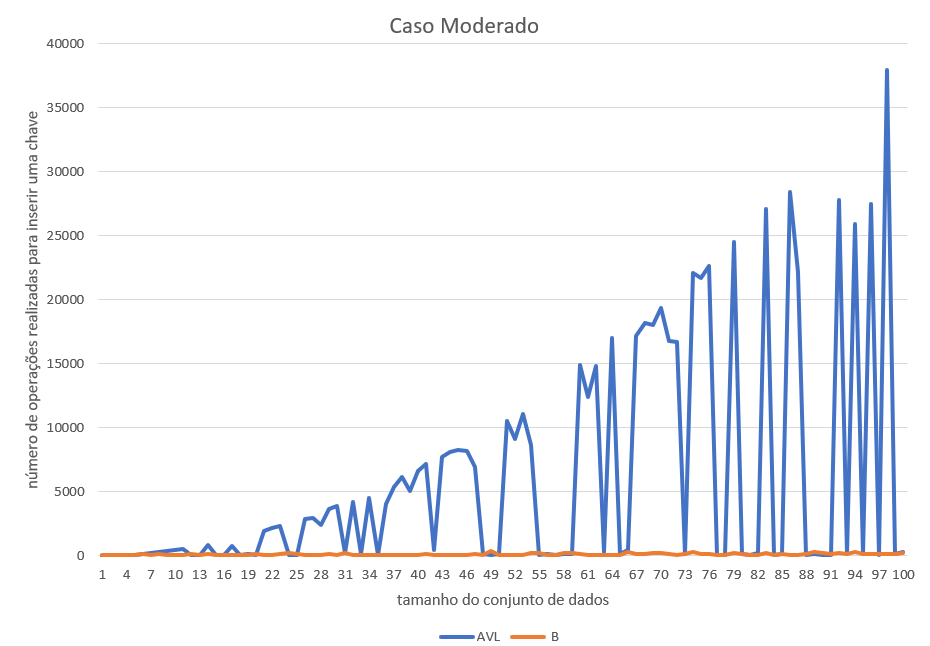 Caso Moderado
número de operações realizadas para inserir uma chave
40000
35000
30000
25000
20000
15000
10000
5000
0
1 4 7 10 13 16 19 22 25 28 31 34 37 40 43 46 49 52 55 58 61 64 67 70 73 76 79 82 85 88 91 94 97 100
tamanho do conjunto de dados
AVL B